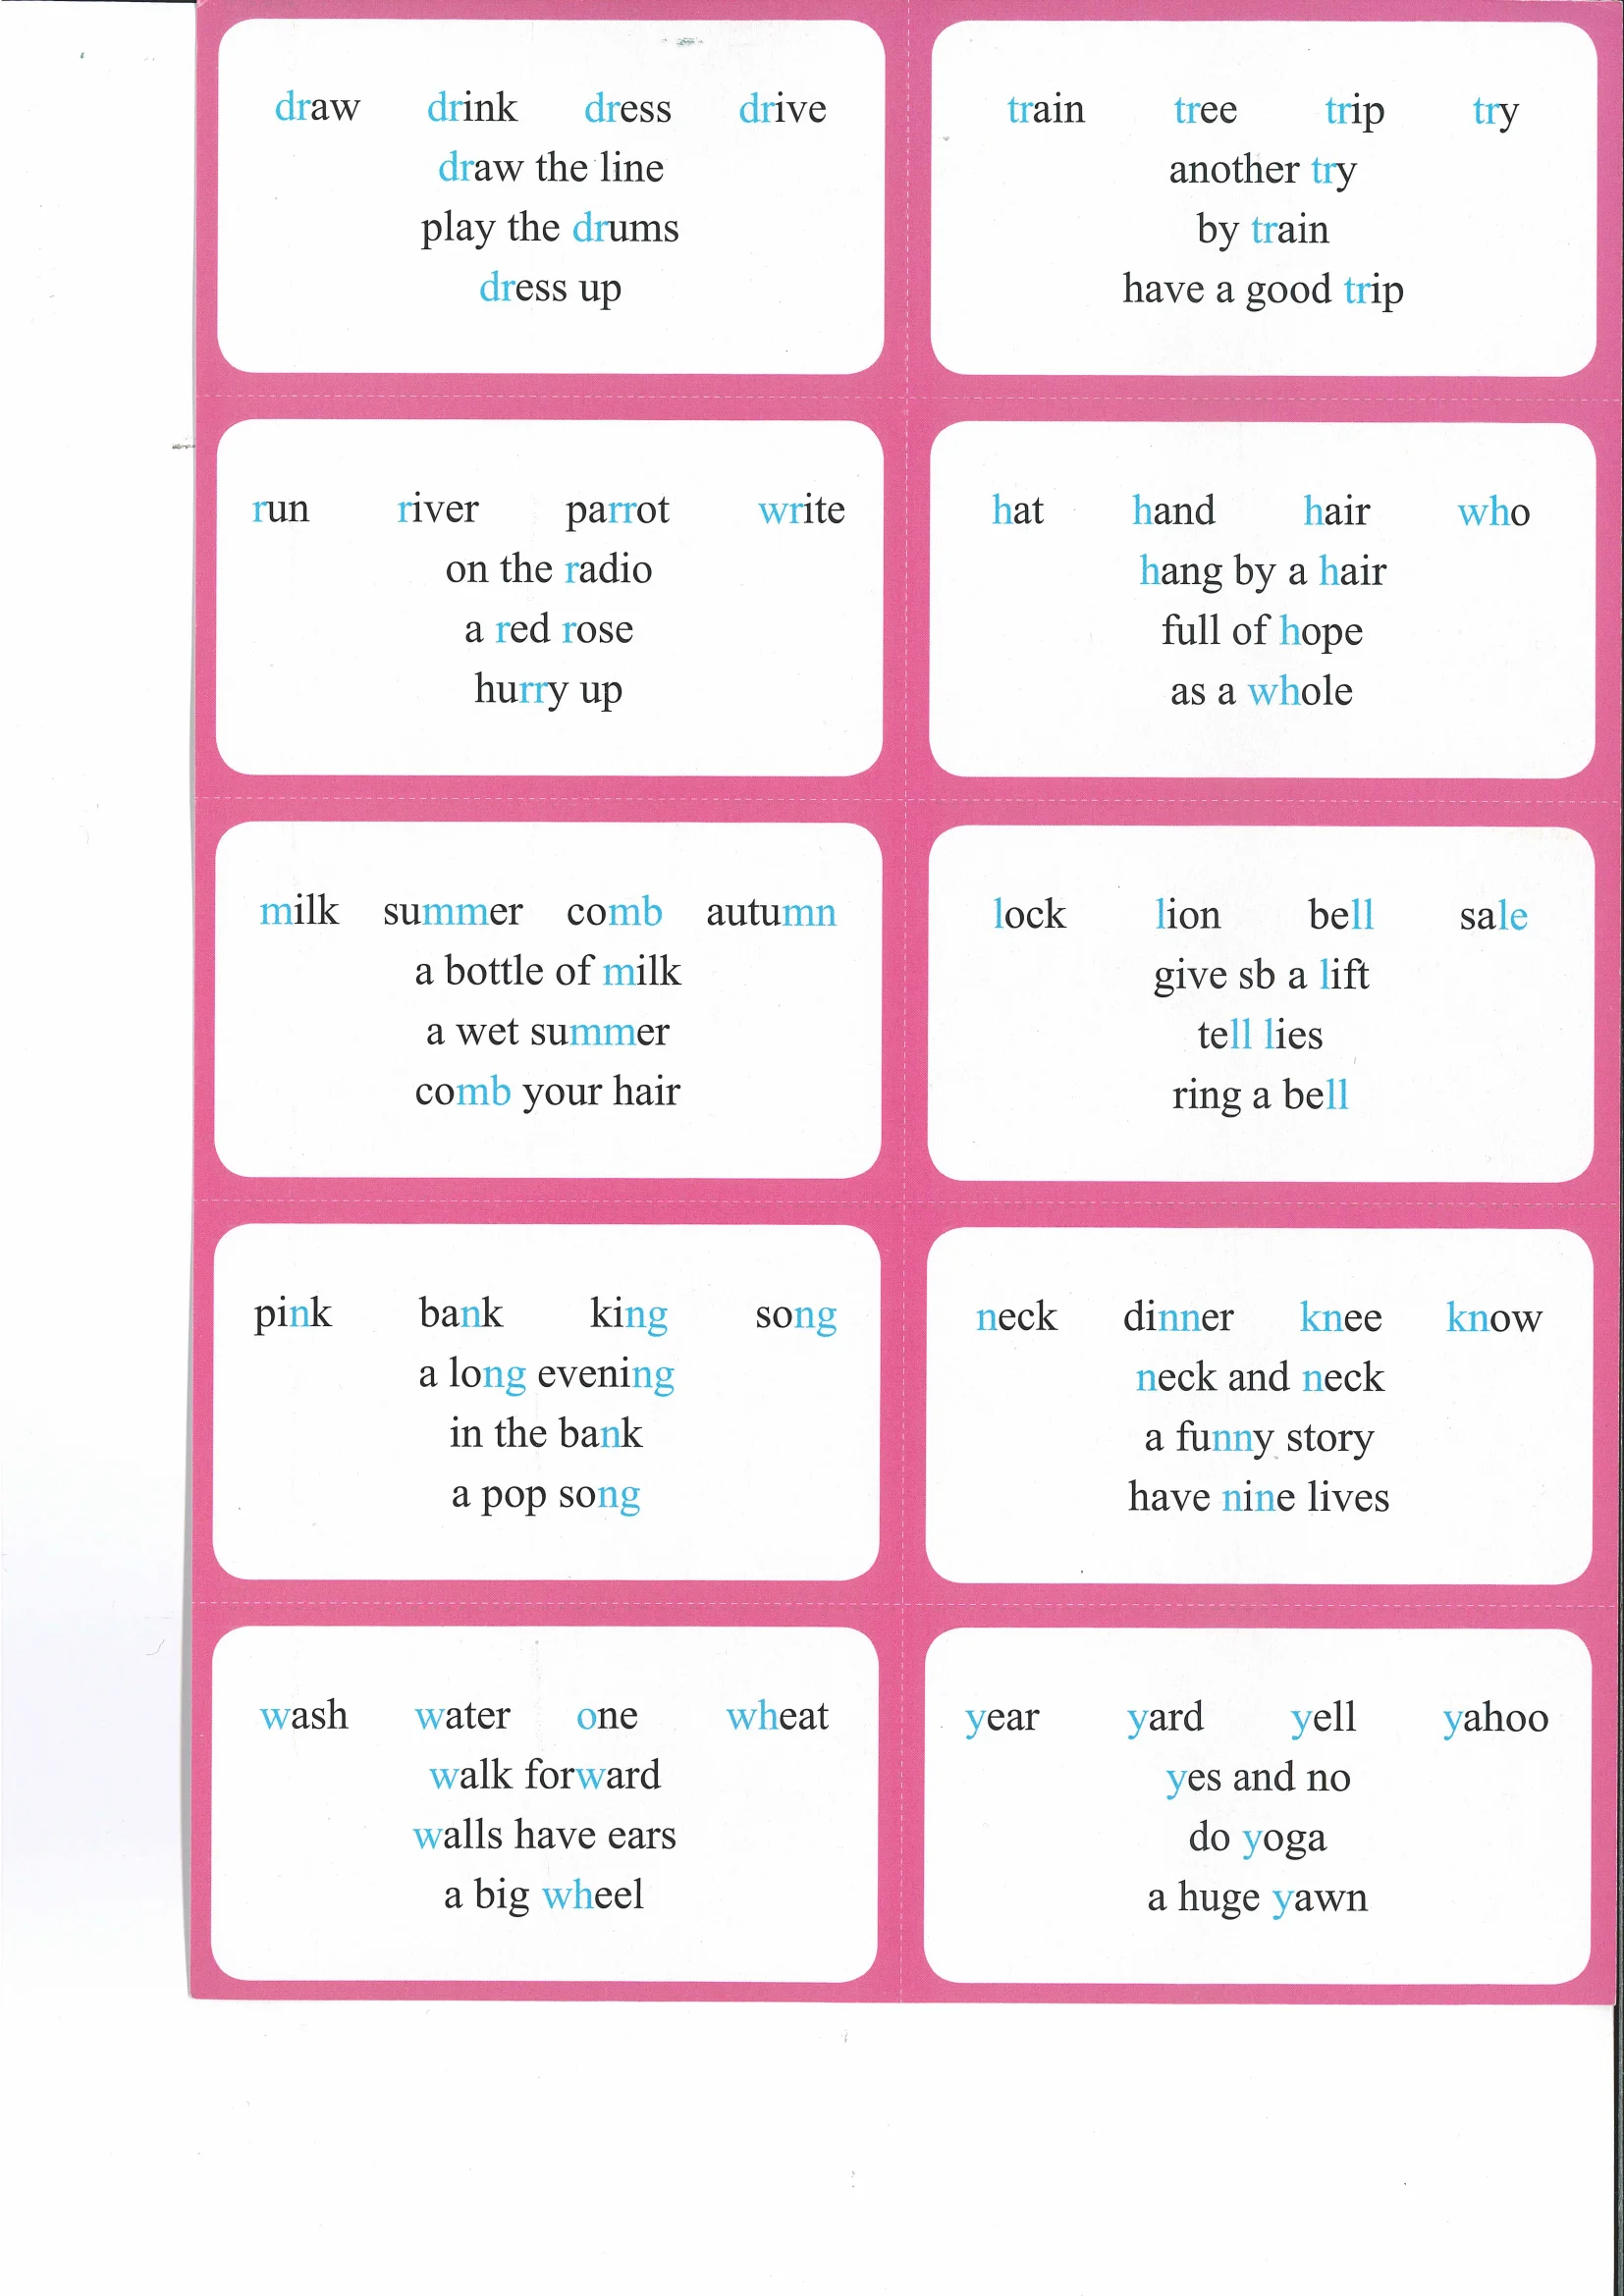 draw drink dress drive
draw the line
play the drums
dress up
train tree trip try
another try
by train
have a good trip
run river parrot write
on the radio
a red rose
hurry up
hat hand hair who
hang by a hair
full of hope
as a whole
milk summer comb autumn
a bottle of milk
a wet summer
comb your hair
lock lion bell sale
give sb a lift
tell lies
ring a bell
pink bank king song
a long evening
in the bank
a pop song
neck dinner knee know
neck and neck
a funny story
have nine lives
wash water one wheat
walk forward
walls have ears
a big wheel
year yard yell yahoo
yes and no
do yoga
a huge yawn